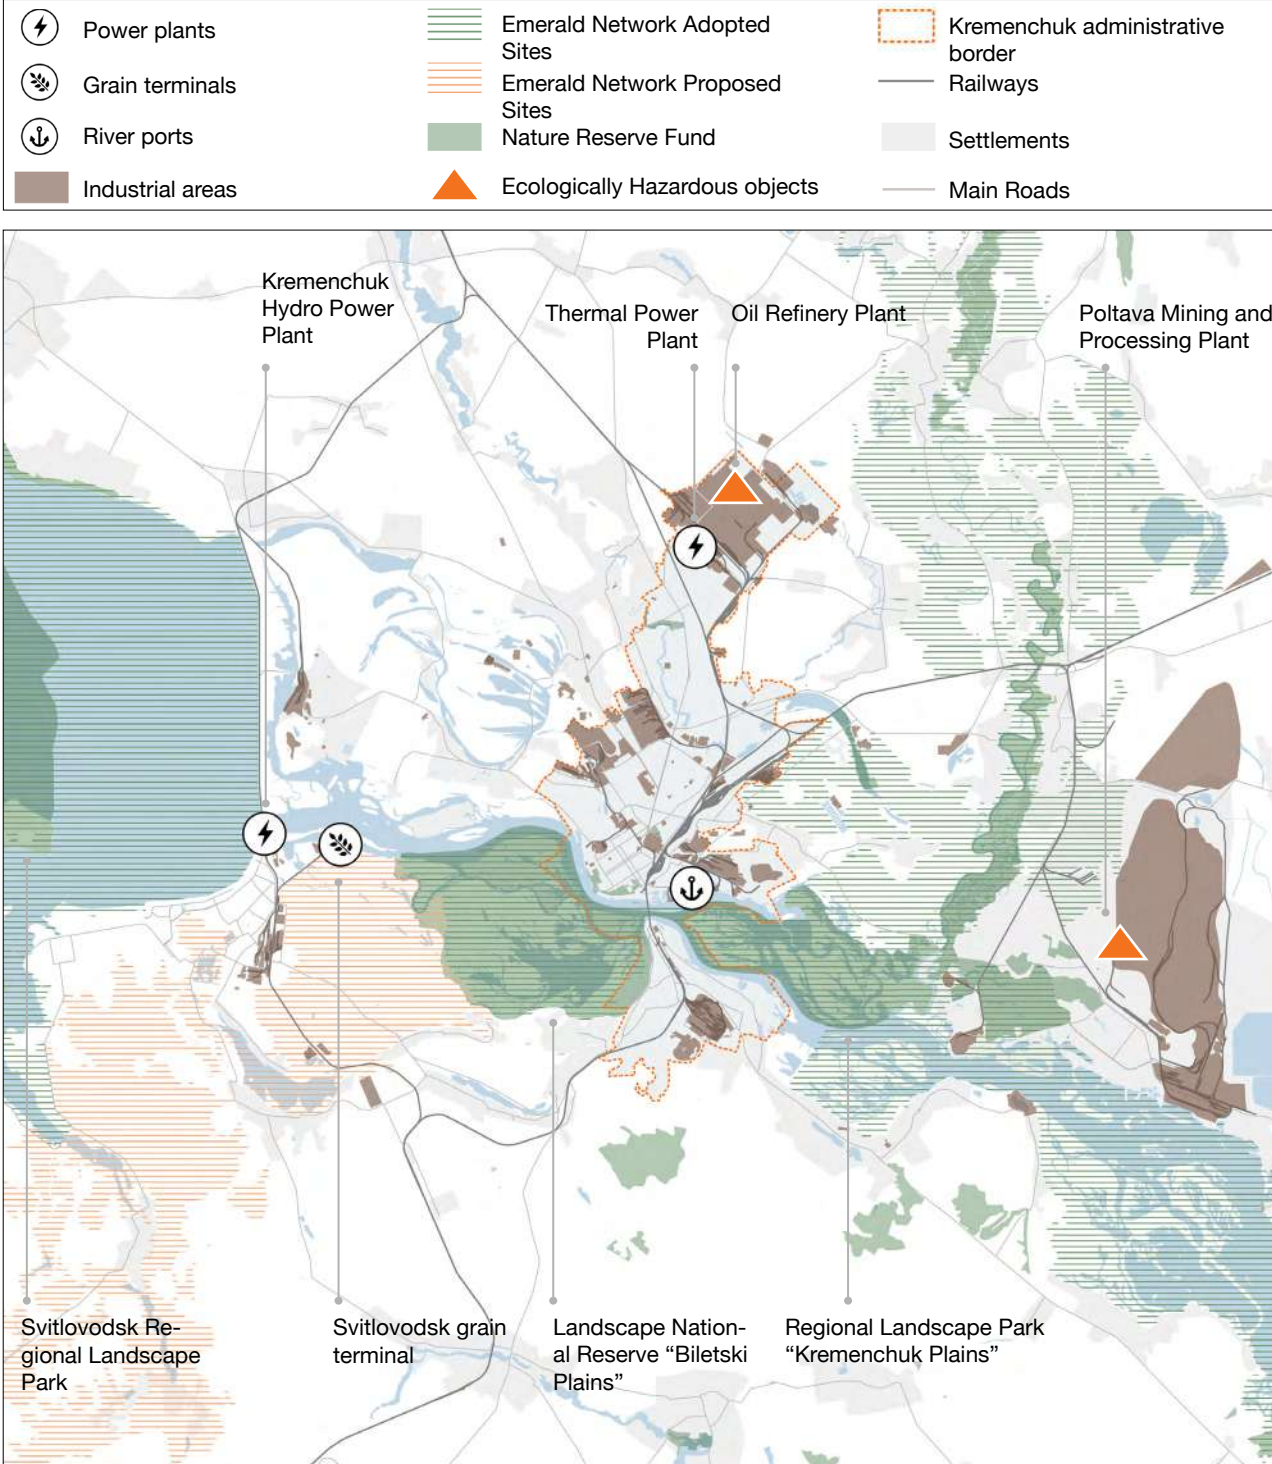 Power plants
Grain terminals
River ports
Industrial areas
Emerald Network Adopted
Sites
Emerald Network Proposed
Sites
Nature Reserve Fund
Ecologically Hazardous objects
Kremenchuk administrative
border
Railways
Settlements
Main Roads
Kremenchuk
Hydro Power
Plant
Thermal Power
Plant
Oil Refinery Plant
Poltava Mining and
Processing Plant
Svitlovodsk Re-
gional Landscape
Park
Svitlovodsk grain
terminal
Landscape Nation-
al Reserve “Biletski
Plains”
Regional Landscape Park
“Kremenchuk Plains”